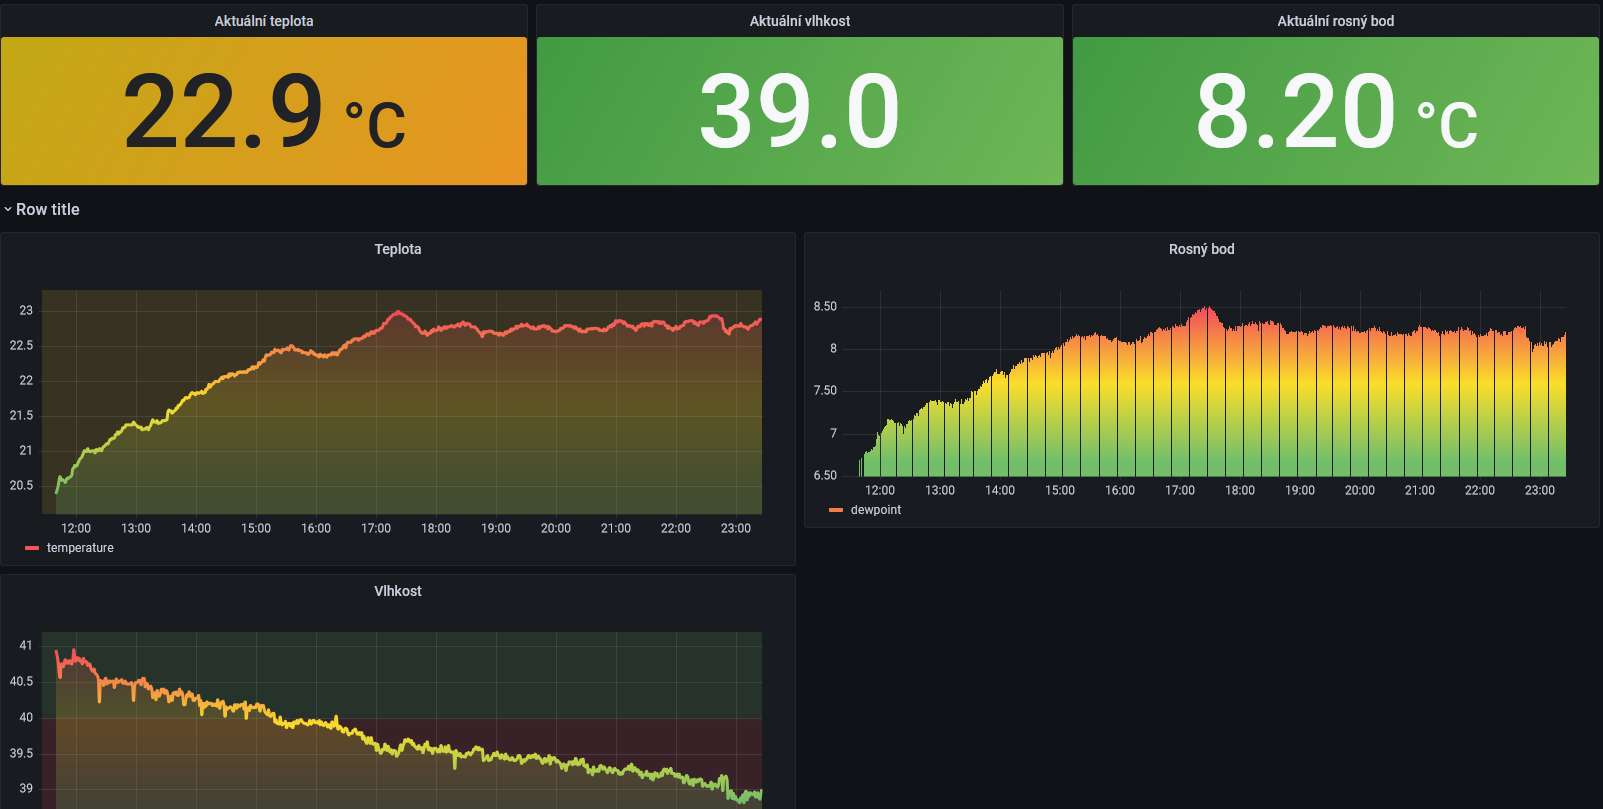 Aktuální teplota
22.9 °C
Aktuální vlhkost
39.0
Aktuální rosný bod
8.20 °C
Row title
Teplota
23
22.5
22
21.5
21
20.5
12:00 13:00 14:00 15:00 16:00 17:00 18:00 19:00 20:00 21:00 22:00 23:00
temperature
Rosný bod
8.50
8
7.50
7
6.50
12:00 13:00 14:00 15:00 16:00 17:00 18:00 19:00 20:00 21:00 22:00 23:00
dewpoint
Vlhkost
41
40.5
40
39.5
39